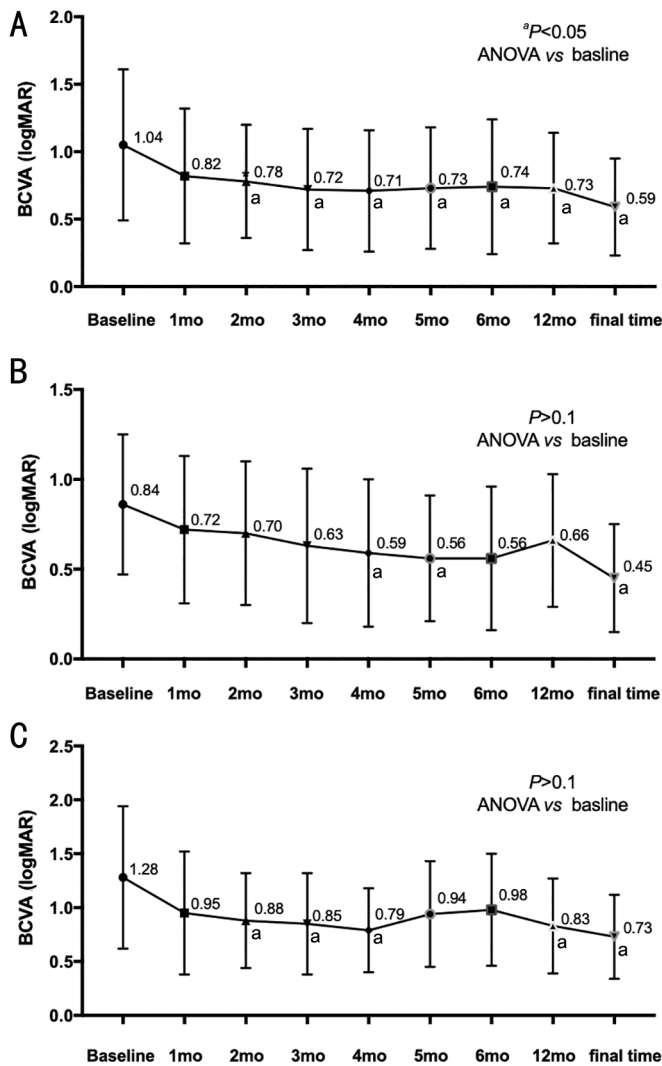 A
2.0
ᵃP<0.05
ANOVA vs basline
1.5
1.04
1.0
0.82
0.78
0.72
0.71
0.73
0.74
0.73
0.59
a a a a a a a
0.5
0.0
BCVA (logMAR)
Baseline 1mo 2mo 3mo 4mo 5mo 6mo 12mo final time
B
1.5
P>0.1
ANOVA vs basline
1.0
0.84
0.72
0.70
0.63
0.59
0.56
0.56
0.66
0.45
a a a
0.5
0.0
BCVA (logMAR)
Baseline 1mo 2mo 3mo 4mo 5mo 6mo 12mo final time
C
2.5
2.0
P>0.1
ANOVA vs basline
1.5
1.28
0.95
0.88
0.85
0.79
0.94
0.98
0.83
0.73
a a a a a
1.0
0.5
0.0
BCVA (logMAR)
Baseline 1mo 2mo 3mo 4mo 5mo 6mo 12mo final time